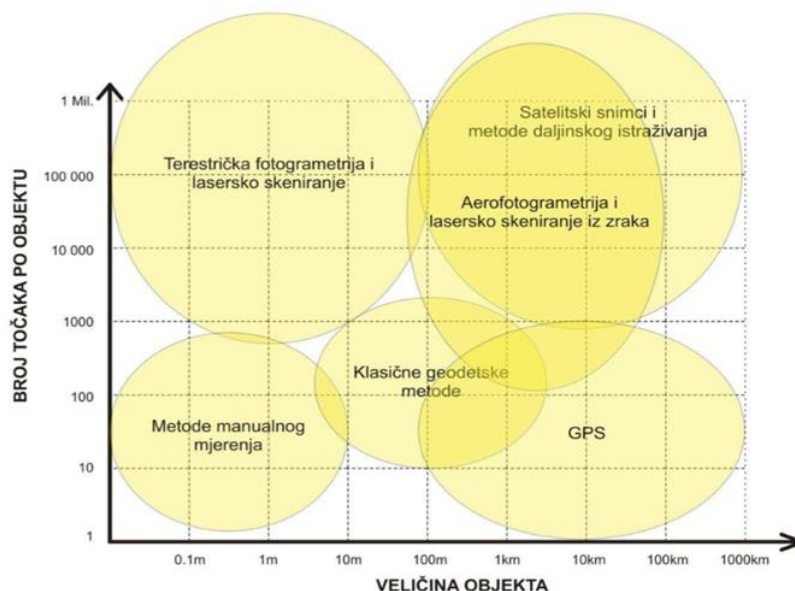 BROJ TOČAKA PO OBJEKTU
1 Mil.
100 000
10 000
1000
100
10
1
Terestrička fotogrametrija i
lasersko skeniranje
Satelitski snimci i
metode daljinskog istraživanja
Aerofotogrametrija i
lasersko skeniranje iz zraka
Klasične geodetske
metode
Metode manualnog
mjerenja
GPS
0.1m 1m 10m 100m 1km 10km 100km 1000km
VELIČINA OBJEKTA